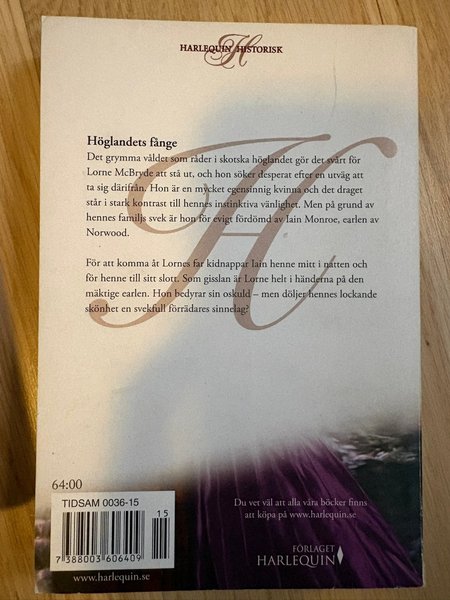 HARLEQUIN H HISTORISK
Höglandets fånge
Det grymma våldet som råder i skotska höglandet gör det svårt för
Lorne McBryde att stå ut, och hon söker desperat efter en utväg att
ta sig därifrån. Hon är en mycket egensinnig kvinna och det draget
står i stark kontrast till hennes instinktiva vänlighet. Men på grund av
hennes familjs svek är hon för evigt fördömd av Iain Monroe, earlen av
Norwood.
För att komma åt Lornes far kidnappar Iain henne mitt i natten och
för henne till sitt slott. Som gisslan är Lorne helt i händerna på den
mäktige earlen. Hon bedyrar sin oskuld – men döljer hennes lockande
skönhet en svekfull förrädares sinnelag?
H
64:00
TIDSAM 0036-15
15
7 388003 606409
www.harlequin.se
Du vet väl att alla våra böcker finns
att köpa på www.harlequin.se
FÖRLAGET
HARLEQUIN